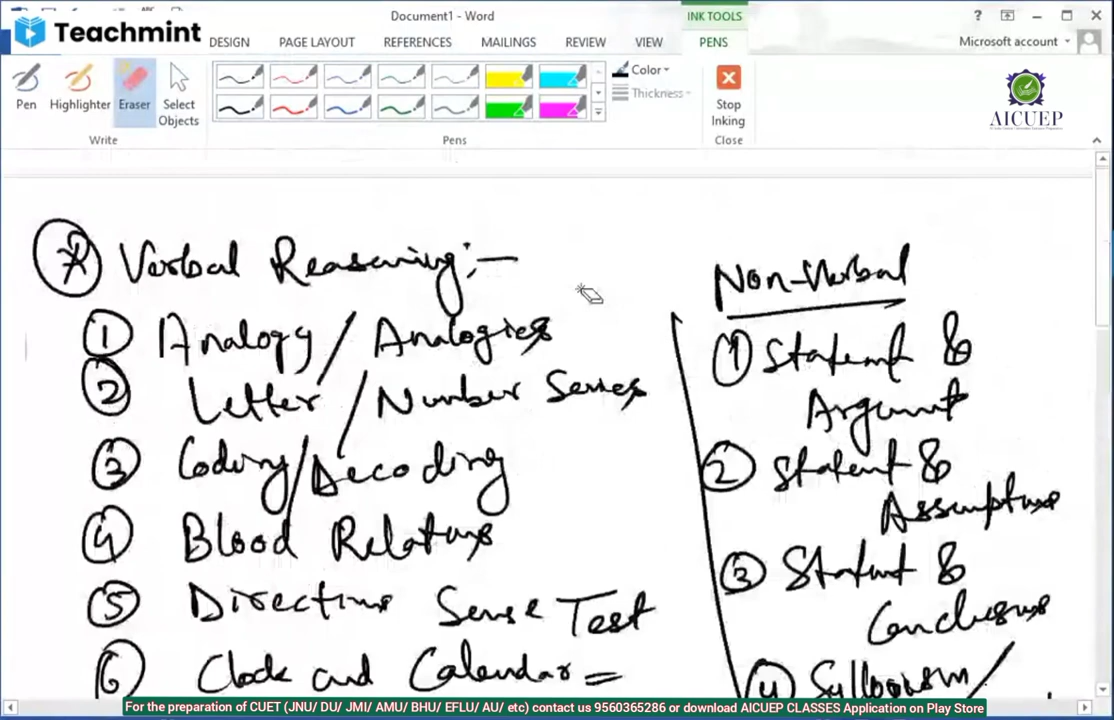 Document1 - Word
INK TOOLS
Teachmint
DESIGN PAGE LAYOUT REFERENCES MAILINGS REVIEW VIEW PENS
Microsoft account
Pen Highlighter Eraser Select Objects
Color
Thickness
Stop Inking
Write Pens Close
AICUEP
Verbal Reasoning:-
① Analogy / Analogies
② Letter / Number Series
③ Coding/Decoding
④ Blood Relations
⑤ Directions Sense Test
⑥ Clock and Calendar =
Non-Verbal
① Statement &
Argument
② Statement &
Assumptions
③ Statement &
Conclusions
④ Syllogism /
For the preparation of CUET (JNU/ DU/ JMI/ AMU/ BHU/ EFLU/ AU/ etc) contact us 9560365286 or download AICUEP CLASSES Application on Play Store